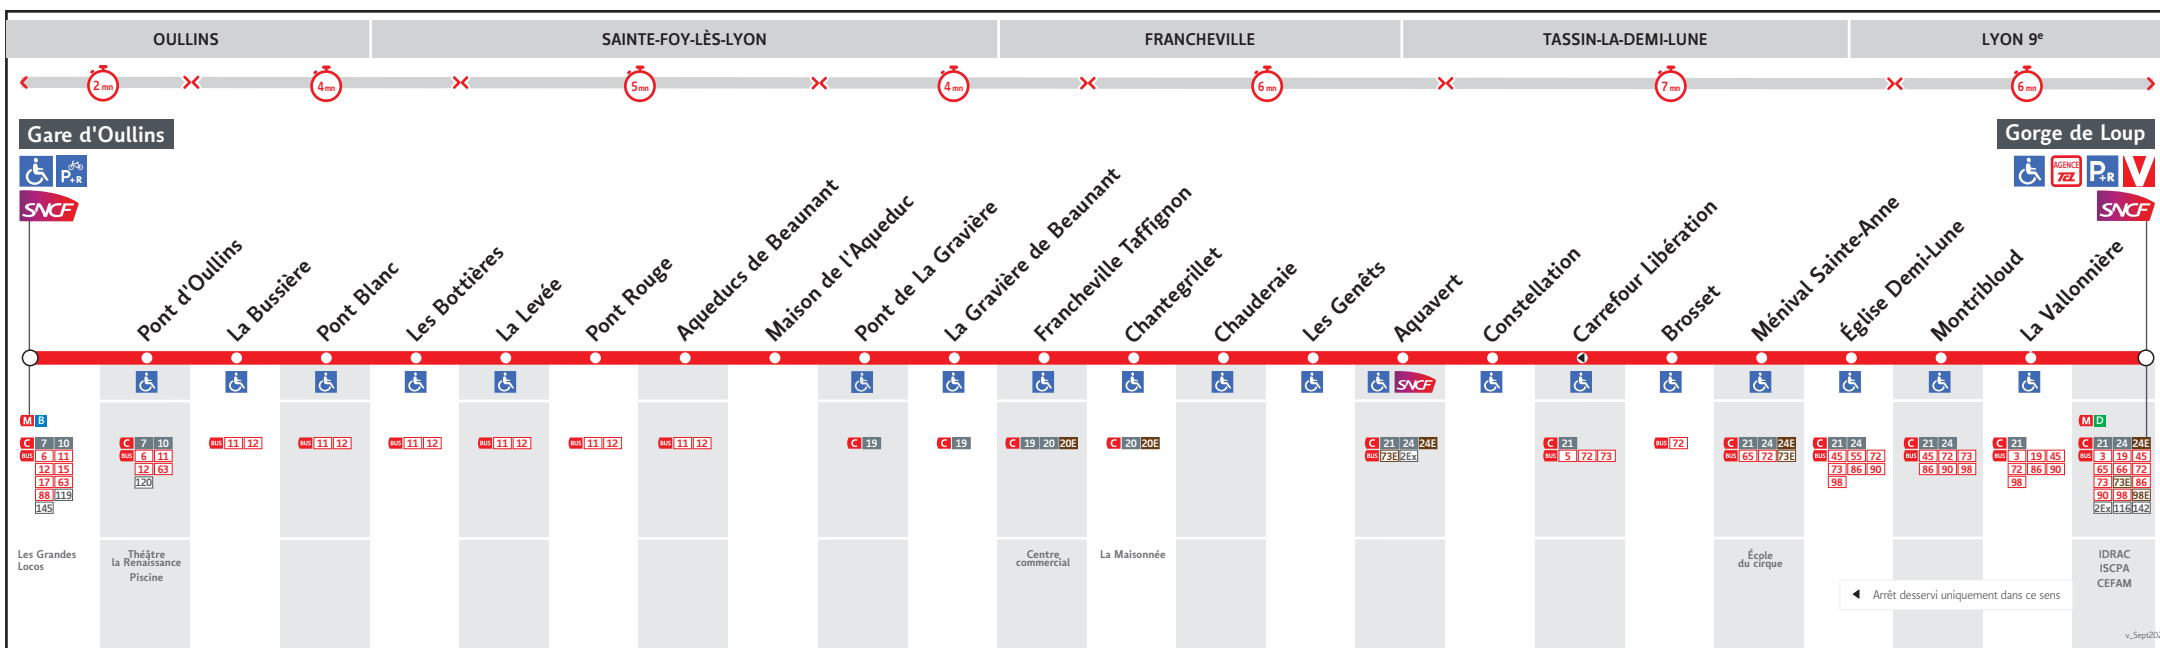 OULLINS
SAINTE-FOY-LÈS-LYON
FRANCHEVILLE
TASSIN-LA-DEMI-LUNE
LYON 9e
2 mn
4 mn
5 mn
4 mn
6 mn
7 mn
6 mn
Gare d'Oullins
P+R
SNCF
Gorge de Loup
AGENCE
TCL
P+R
V
SNCF
Pont d'Oullins
La Bussière
Pont Blanc
Les Bottières
La Levée
Pont Rouge
Aqueducs de Beaunant
Maison de l'Aqueduc
Pont de La Gravière
La Gravière de Beaunant
Francheville Taffignon
Chantegrillet
Chauderaie
Les Genêts
Aquavert
Constellation
Carrefour Libération
Brosset
Ménival Sainte-Anne
Église Demi-Lune
Montribloud
La Vallonnière
SNCF
M B
C 7 10
BUS 6 11
12 15
17 63
88 119
145
C 7 10
BUS 6 11
12 63
120
BUS 11 12
BUS 11 12
BUS 11 12
BUS 11 12
BUS 11 12
BUS 11 12
C 19
C 19
C 19 20 20E
C 20 20E
C 21 24 24E
BUS 73E 2Ex
C 21
BUS 5 72 73
BUS 72
C 21 24 24E
BUS 65 72 73E
C 21 24
BUS 45 55 72
73 86 90
98
C 21 24
BUS 45 72 73
86 90 98
C 21
BUS 3 19 45
72 86 90
98
M D
C 21 24 24E
BUS 3 19 45
65 66 72
73 73E 86
90 98 98E
2Ex 116 142
Les Grandes
Locos
Théâtre
la Renaissance
Piscine
Centre
commercial
La Maisonnée
École
du cirque
IDRAC
ISCPA
CEFAM
Arrêt desservi uniquement dans ce sens